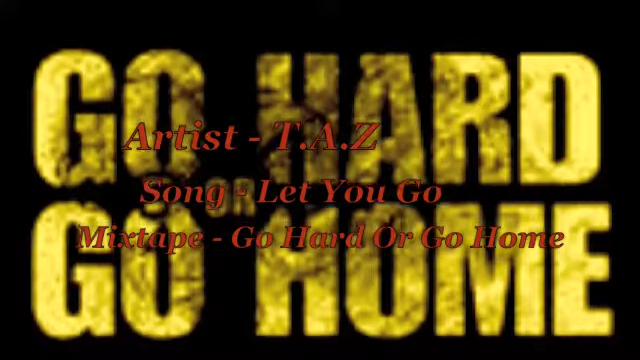 GO HARD
Artist - T.A.Z
Song - Let You Go
OR
Mixtape - Go Hard Or Go Home
GO HOME